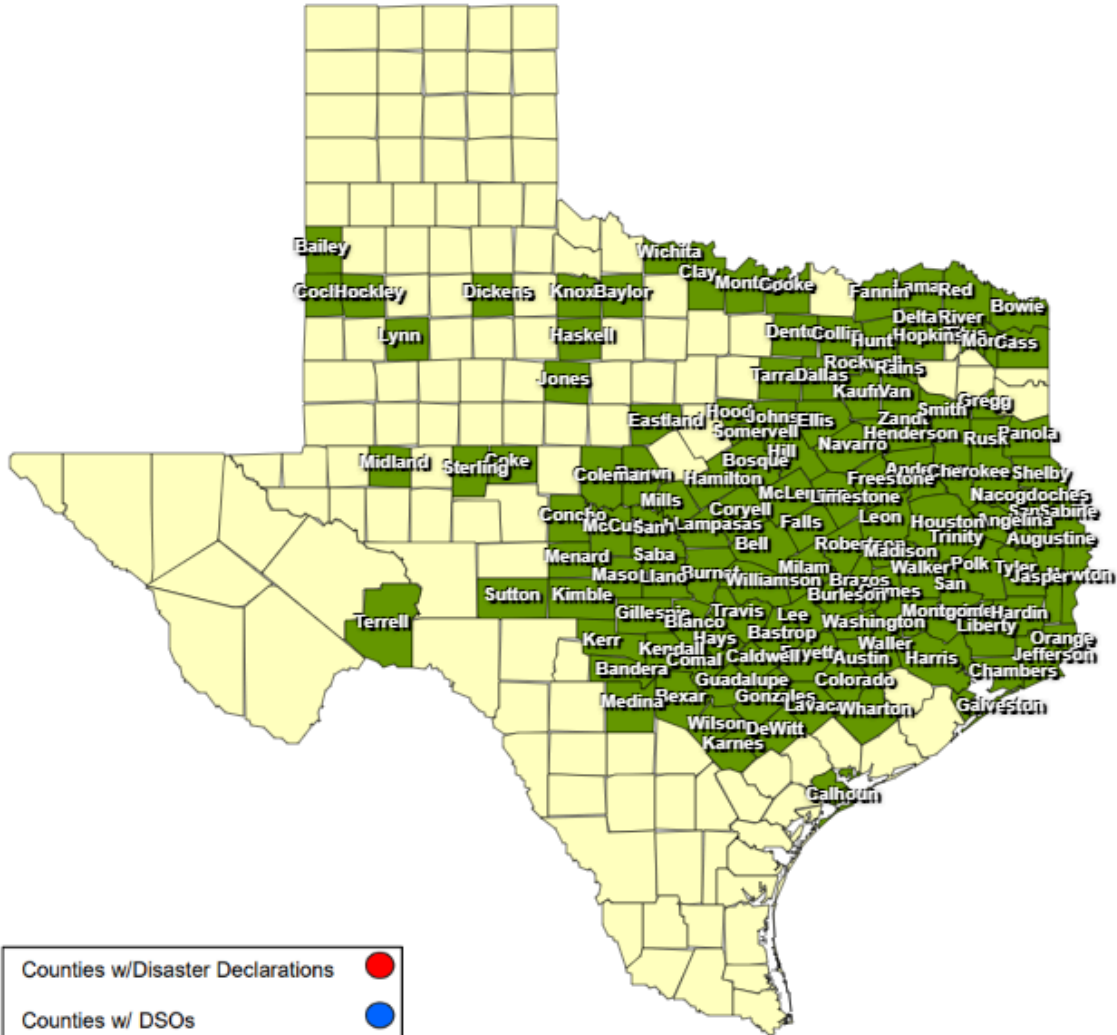 Bailey
Wichita
Clay
Cooke
Hockley
Dickens
Knox
Baylor
Fannin
Red
Bowie
Lynn
Haskell
Delta
River
Hunt
Hopkins
Cass
Jones
Dallas
Rains
Van
Gregg
Eastland
Hood
Ellis
Smith
Somervell
Navarro
Henderson
Rusk
Panola
Midland
Sterling
Coke
Hill
Bosque
Coleman
Hamilton
Freestone
Cherokee
Shelby
Mills
Limestone
Nacogdoches
Sabine
Concho
Coryell
Lampasas
Falls
Leon
Houston
Angelina
Trinity
Augustine
Menard
Saba
Bell
Madison
Llano
Burnet
Milam
Walker
Polk
Tyler
Williamson
Brazos
San
Jasper
Sutton
Kimble
Burleson
Terrell
Gillespie
Travis
Lee
Washington
Hardin
Blanco
Bastrop
Liberty
Kerr
Hays
Waller
Orange
Kendall
Comal
Caldwell
Austin
Harris
Jefferson
Bandera
Guadalupe
Colorado
Chambers
Medina
Bexar
Gonzales
Lavaca
Wharton
Galveston
Wilson
DeWitt
Karnes
Calhoun
Counties w/Disaster Declarations
Counties w/ DSOs